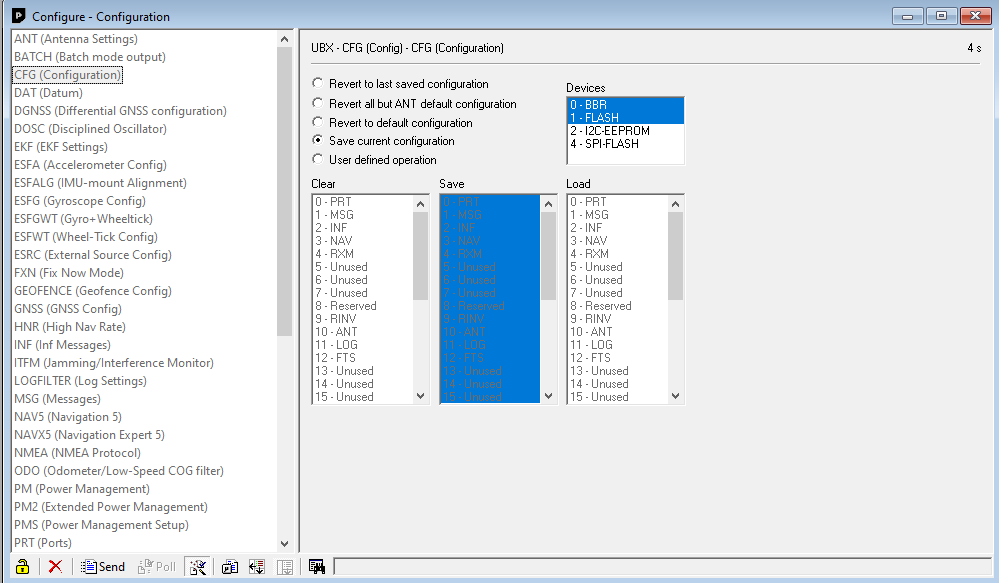 Configure - Configuration
ANT (Antenna Settings)
BATCH (Batch mode output)
CFG (Configuration)
DAT (Datum)
DGNSS (Differential GNSS configuration)
DOSC (Disciplined Oscillator)
EKF (EKF Settings)
ESFA (Accelerometer Config)
ESFALG (IMU-mount Alignment)
ESFG (Gyroscope Config)
ESFGWT (Gyro+Wheeltick)
ESFWT (Wheel-Tick Config)
ESRC (External Source Config)
FXN (Fix Now Mode)
GEOFENCE (Geofence Config)
GNSS (GNSS Config)
HNR (High Nav Rate)
INF (Inf Messages)
ITFM (Jamming/Interference Monitor)
LOGFILTER (Log Settings)
MSG (Messages)
NAV5 (Navigation 5)
NAVX5 (Navigation Expert 5)
NMEA (NMEA Protocol)
ODO (Odometer/Low-Speed COG filter)
PM (Power Management)
PM2 (Extended Power Management)
PMS (Power Management Setup)
PRT (Ports)
UBX - CFG (Config) - CFG (Configuration)
4 s
Revert to last saved configuration
Revert all but ANT default configuration
Revert to default configuration
Save current configuration
User defined operation
Devices
0 - BBR
1 - FLASH
2 - I2C-EEPROM
4 - SPI-FLASH
Clear
0 - PRT
1 - MSG
2 - INF
3 - NAV
4 - RXM
5 - Unused
6 - Unused
7 - Unused
8 - Reserved
9 - RINV
10 - ANT
11 - LOG
12 - FTS
13 - Unused
14 - Unused
15 - Unused
Save
0 - PRT
1 - MSG
2 - INF
3 - NAV
4 - RXM
5 - Unused
6 - Unused
7 - Unused
8 - Reserved
9 - RINV
10 - ANT
11 - LOG
12 - FTS
13 - Unused
14 - Unused
15 - Unused
Load
0 - PRT
1 - MSG
2 - INF
3 - NAV
4 - RXM
5 - Unused
6 - Unused
7 - Unused
8 - Reserved
9 - RINV
10 - ANT
11 - LOG
12 - FTS
13 - Unused
14 - Unused
15 - Unused
Send
Poll